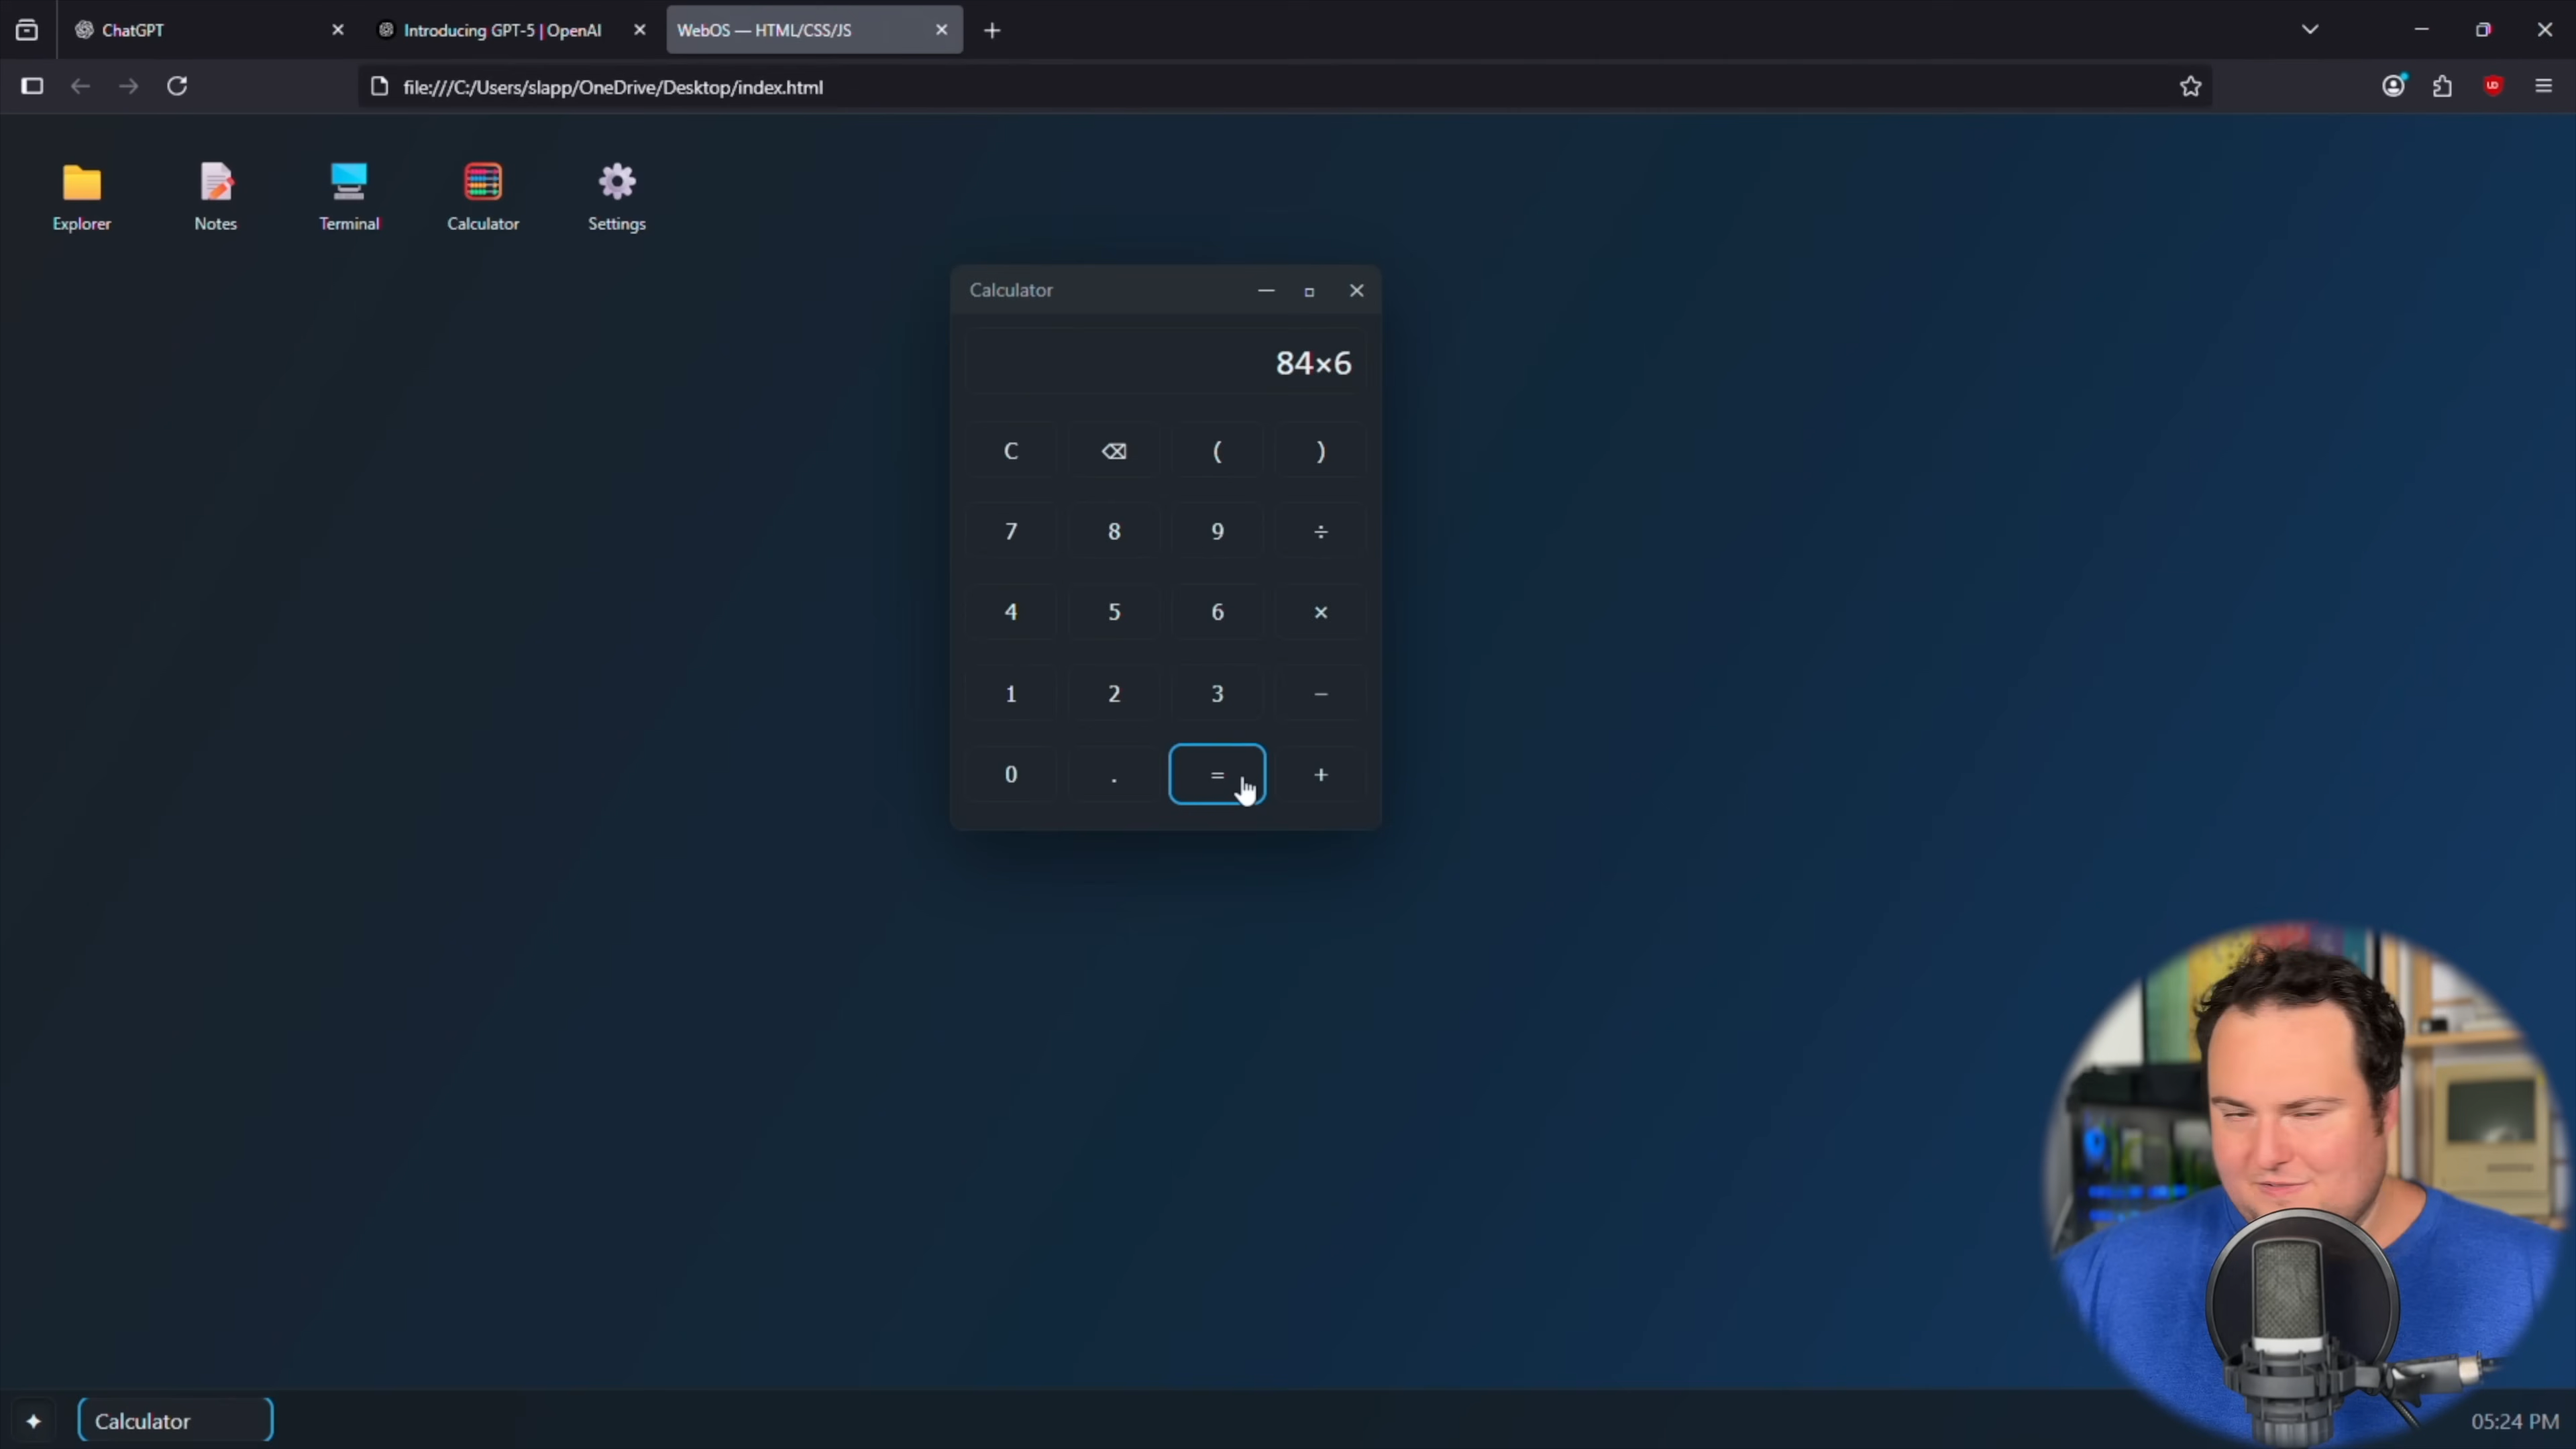 ChatGPT
Introducing GPT-5 | OpenAI
WebOS — HTML/CSS/JS
file:///C:/Users/slapp/OneDrive/Desktop/index.html
Explorer
Notes
Terminal
Calculator
Settings
Calculator
84×6
C ⌫ ( )
7 8 9 ÷
4 5 6 ×
1 2 3 −
0 . = +
Calculator
05:24 PM